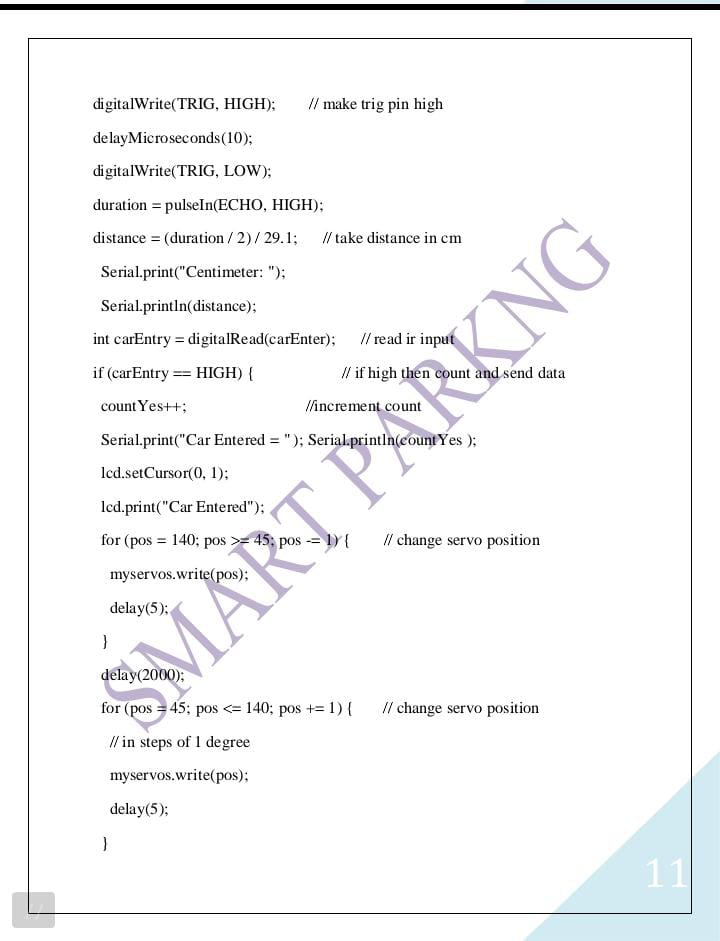 digitalWrite(TRIG, HIGH);        // make trig pin high
delayMicroseconds(10);
digitalWrite(TRIG, LOW);
duration = pulseIn(ECHO, HIGH);
distance = (duration / 2) / 29.1;      // take distance in cm
Serial.print("Centimeter: ");
Serial.println(distance);
int carEntry = digitalRead(carEnter);      // read ir input
if (carEntry == HIGH) {                     // if high then count and send data
countYes++;                            //increment count
Serial.print("Car Entered = " ); Serial.println(countYes );
lcd.setCursor(0, 1);
lcd.print("Car Entered");
for (pos = 140; pos >= 45; pos -= 1) {        // change servo position
myservos.write(pos);
delay(5);
}
delay(2000);
for (pos = 45; pos <= 140; pos += 1) {       // change servo position
// in steps of 1 degree
myservos.write(pos);
delay(5);
}
SMART PARKNG
11